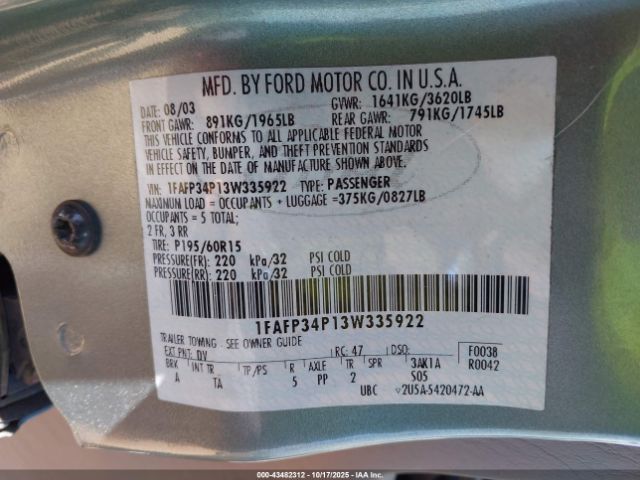 MFD. BY FORD MOTOR CO. IN U.S.A.
DATE: 08/03 GVWR: 1641KG/3620LB
FRONT GAWR: 891KG/1965LB REAR GAWR: 791KG/1745LB
THIS VEHICLE CONFORMS TO ALL APPLICABLE FEDERAL MOTOR
VEHICLE SAFETY, BUMPER, AND THEFT PREVENTION STANDARDS
IN EFFECT ON THE DATE OF MANUFACTURE SHOWN ABOVE.
VIN: 1FAFP34P13W335922 TYPE: PASSENGER
MAXIMUM LOAD = OCCUPANTS + LUGGAGE =375KG/0827LB
OCCUPANTS = 5 TOTAL;
2 FR, 3 RR
TIRE: P195/60R15
PRESSURE(FR): 220 kPa/32 PSI COLD
PRESSURE(RR): 220 kPa/32 PSI COLD
1FAFP34P13W335922
TRAILER TOWING - SEE OWNER GUIDE
EXT PNT: DV RC: 47 DSO: F0038
BRK INT TR TP/PS R AXLE TR SPR 3AK1A R0042
A TA 5 PP 2 S05
UBC ▽2U5A-5420472-AA
000-43482312 - 10/17/2025 - IAAI.COM